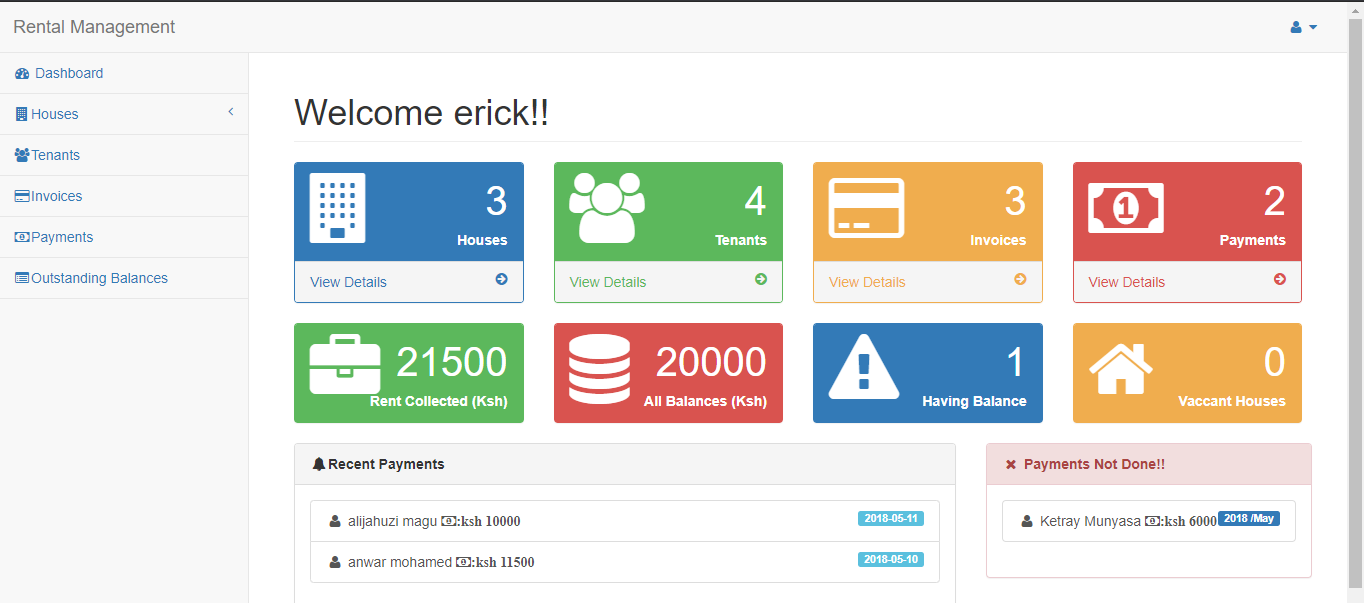 Rental Management
Dashboard
Houses
Tenants
Invoices
Payments
Outstanding Balances
Welcome erick!!
3
Houses
View Details
4
Tenants
View Details
3
Invoices
View Details
1
2
Payments
View Details
21500
Rent Collected (Ksh)
20000
All Balances (Ksh)
1
Having Balance
0
Vaccant Houses
Recent Payments
alijahuzi magu :ksh 10000 2018-05-11
anwar mohamed :ksh 11500 2018-05-10
Payments Not Done!!
Ketray Munyasa :ksh 6000 2018 /May